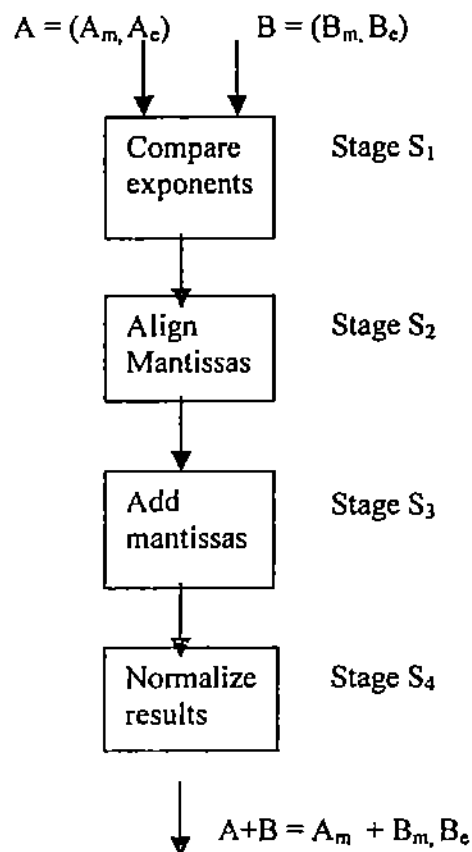 A = (Aₘ, Aₑ)
B = (Bₘ, Bₑ)
Compare
exponents
Stage S₁
Align
Mantissas
Stage S₂
Add
mantissas
Stage S₃
Normalize
results
Stage S₄
A+B = Aₘ + Bₘ, Bₑ